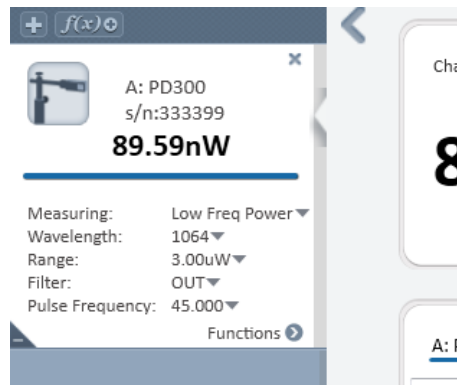 f(x)
A: PD300
s/n:333399
89.59nW
Measuring: Low Freq Power
Wavelength: 1064
Range: 3.00uW
Filter: OUT
Pulse Frequency: 45.000
Functions
Cha
8
A: